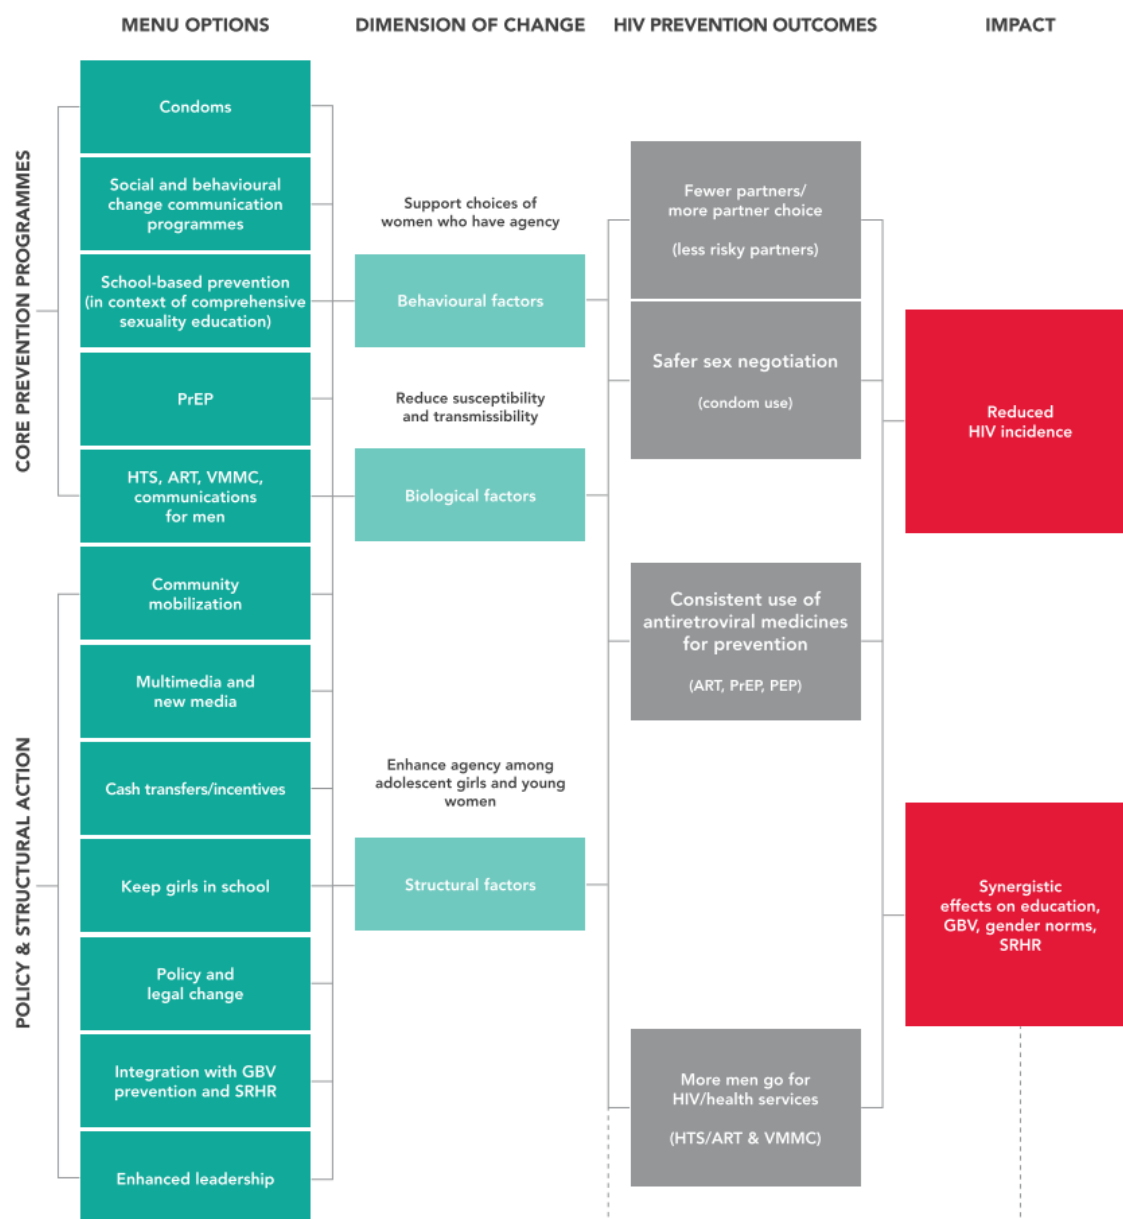 MENU OPTIONS
DIMENSION OF CHANGE
HIV PREVENTION OUTCOMES
IMPACT
CORE PREVENTION PROGRAMMES
Condoms
Social and behavioural
change communication
programmes
School-based prevention
(in context of comprehensive
sexuality education)
PrEP
HTS, ART, VMMC,
communications
for men
POLICY & STRUCTURAL ACTION
Community
mobilization
Multimedia and
new media
Cash transfers/incentives
Keep girls in school
Policy and
legal change
Integration with GBV
prevention and SRHR
Enhanced leadership
Support choices of
women who have agency
Behavioural factors
Reduce susceptibility
and transmissibility
Biological factors
Enhance agency among
adolescent girls and young
women
Structural factors
Fewer partners/
more partner choice
(less risky partners)
Safer sex negotiation
(condom use)
Consistent use of
antiretroviral medicines
for prevention
(ART, PrEP, PEP)
More men go for
HIV/health services
(HTS/ART & VMMC)
Reduced
HIV incidence
Synergistic
effects on education,
GBV, gender norms,
SRHR